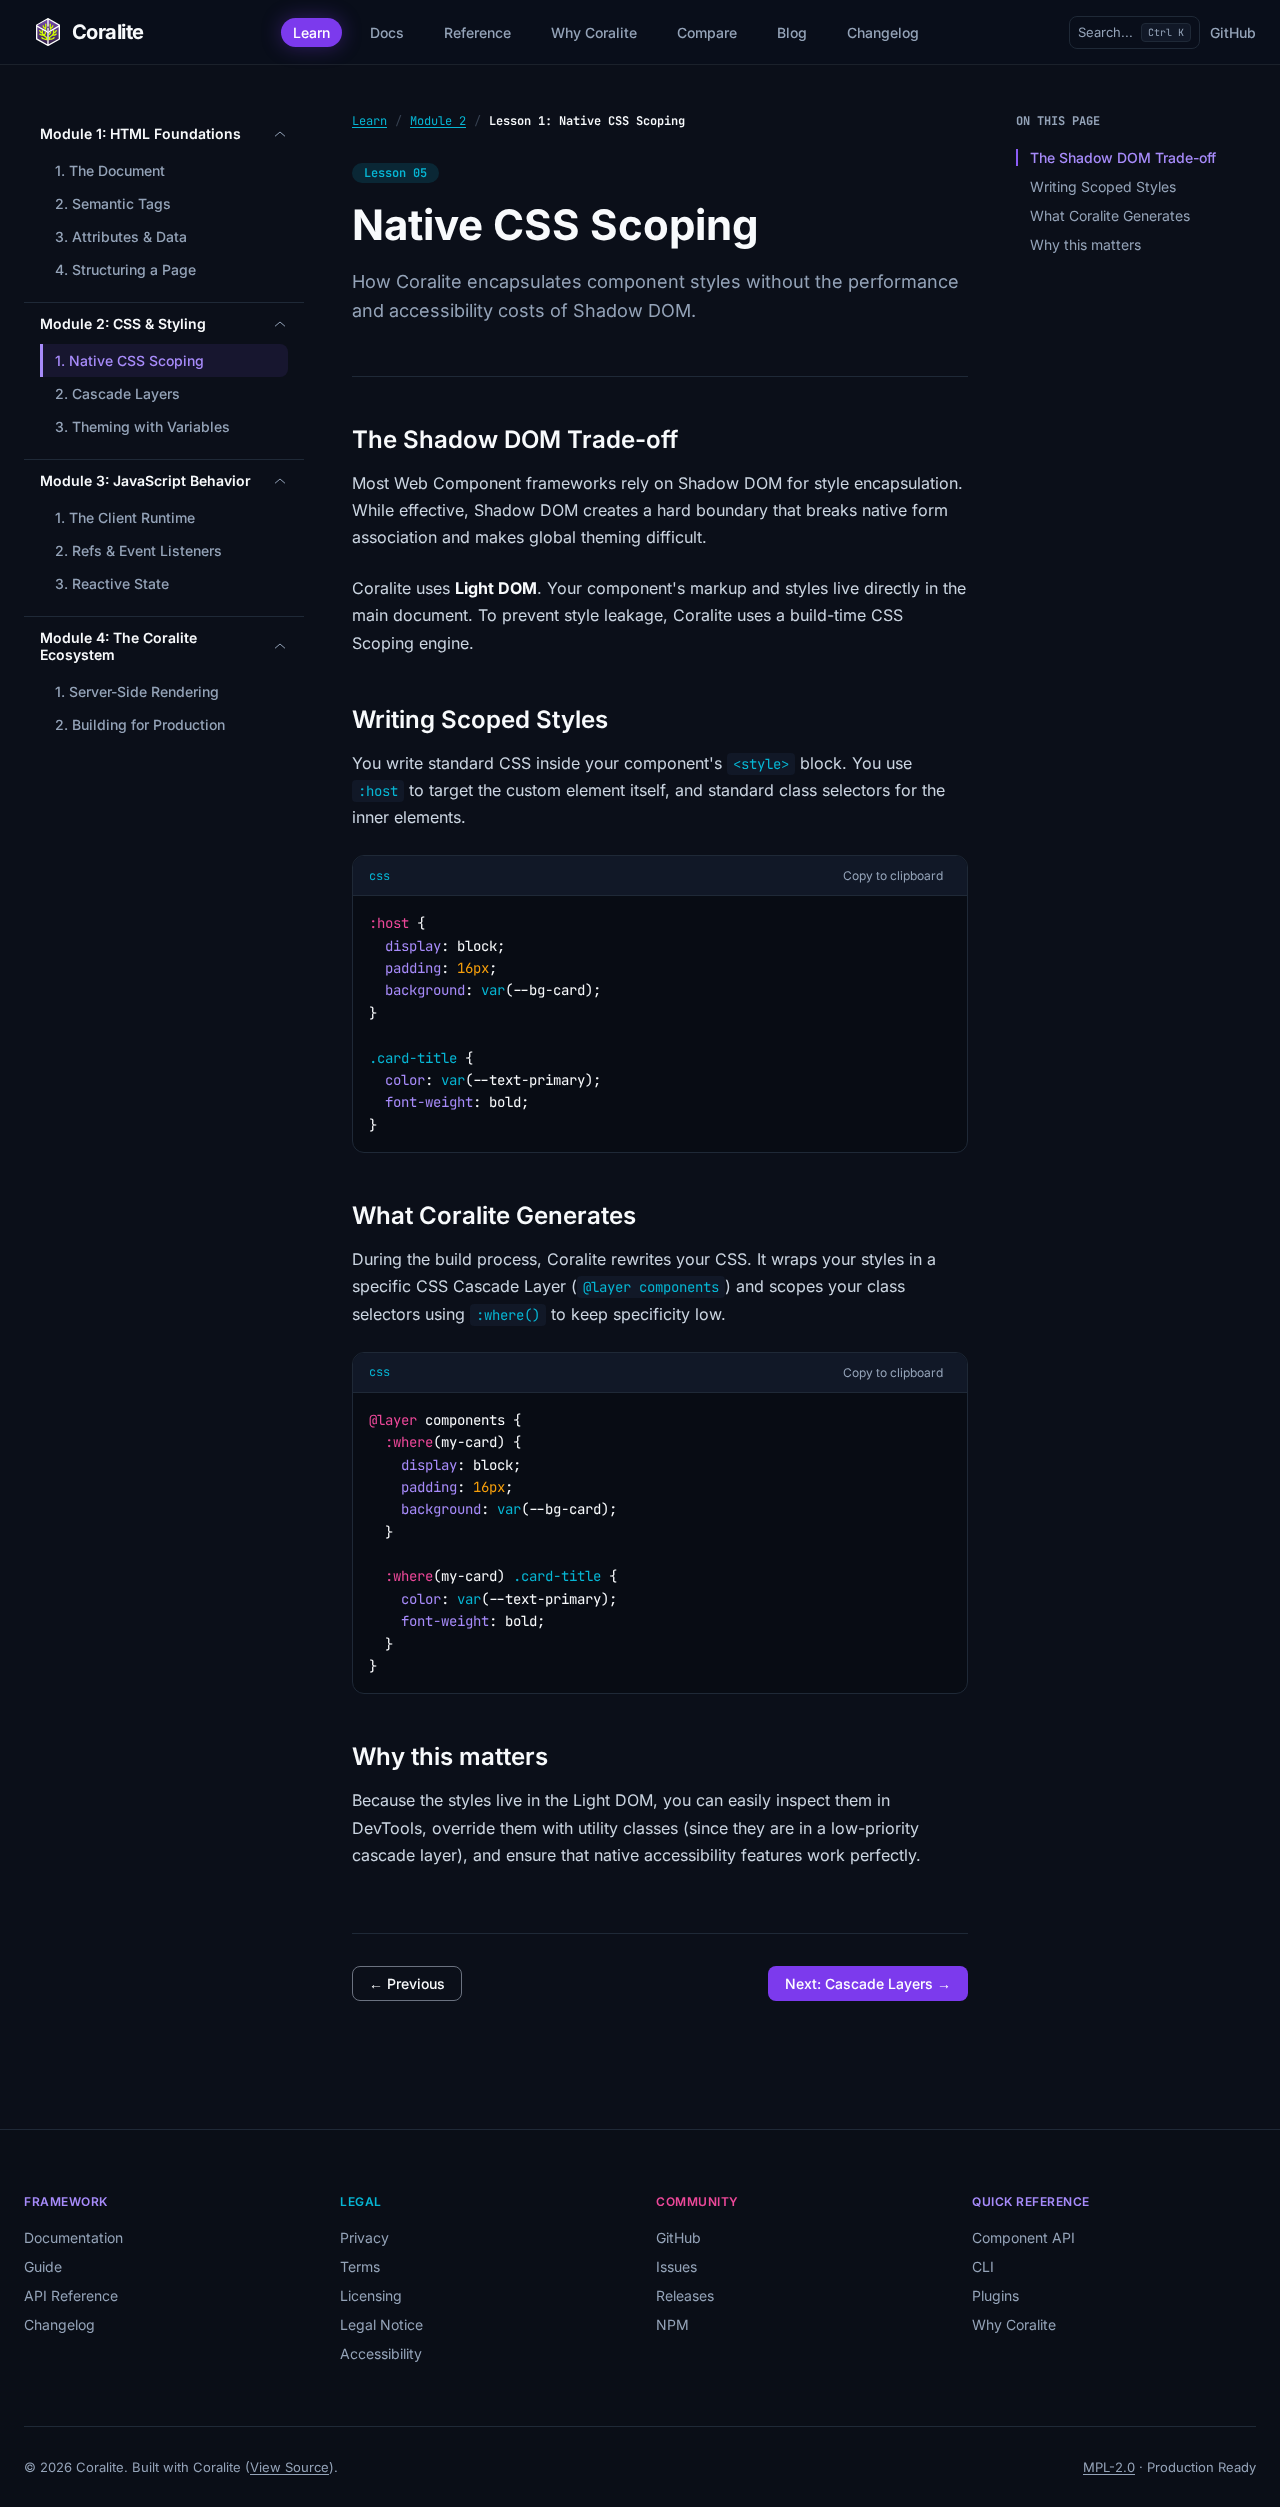 Coralite
Learn
Docs
Reference
Why Coralite
Compare
Blog
Changelog
Search...
Ctrl K
GitHub
Module 1: HTML Foundations
1. The Document
2. Semantic Tags
3. Attributes & Data
4. Structuring a Page
Module 2: CSS & Styling
1. Native CSS Scoping
2. Cascade Layers
3. Theming with Variables
Module 3: JavaScript Behavior
1. The Client Runtime
2. Refs & Event Listeners
3. Reactive State
Module 4: The Coralite
Ecosystem
1. Server-Side Rendering
2. Building for Production
Learn / Module 2 / Lesson 1: Native CSS Scoping
Lesson 05
Native CSS Scoping
How Coralite encapsulates component styles without the performance
and accessibility costs of Shadow DOM.
The Shadow DOM Trade-off
Most Web Component frameworks rely on Shadow DOM for style encapsulation.
While effective, Shadow DOM creates a hard boundary that breaks native form
association and makes global theming difficult.
Coralite uses Light DOM. Your component's markup and styles live directly in the
main document. To prevent style leakage, Coralite uses a build-time CSS
Scoping engine.
Writing Scoped Styles
You write standard CSS inside your component's <style> block. You use
:host to target the custom element itself, and standard class selectors for the
inner elements.
css
Copy to clipboard
:host {
  display: block;
  padding: 16px;
  background: var(--bg-card);
}
.card-title {
  color: var(--text-primary);
  font-weight: bold;
}
What Coralite Generates
During the build process, Coralite rewrites your CSS. It wraps your styles in a
specific CSS Cascade Layer ( @layer components ) and scopes your class
selectors using :where() to keep specificity low.
css
Copy to clipboard
@layer components {
  :where(my-card) {
    display: block;
    padding: 16px;
    background: var(--bg-card);
  }
  :where(my-card) .card-title {
    color: var(--text-primary);
    font-weight: bold;
  }
}
Why this matters
Because the styles live in the Light DOM, you can easily inspect them in
DevTools, override them with utility classes (since they are in a low-priority
cascade layer), and ensure that native accessibility features work perfectly.
← Previous
Next: Cascade Layers →
ON THIS PAGE
The Shadow DOM Trade-off
Writing Scoped Styles
What Coralite Generates
Why this matters
FRAMEWORK
Documentation
Guide
API Reference
Changelog
LEGAL
Privacy
Terms
Licensing
Legal Notice
Accessibility
COMMUNITY
GitHub
Issues
Releases
NPM
QUICK REFERENCE
Component API
CLI
Plugins
Why Coralite
© 2026 Coralite. Built with Coralite (View Source).
MPL-2.0 · Production Ready